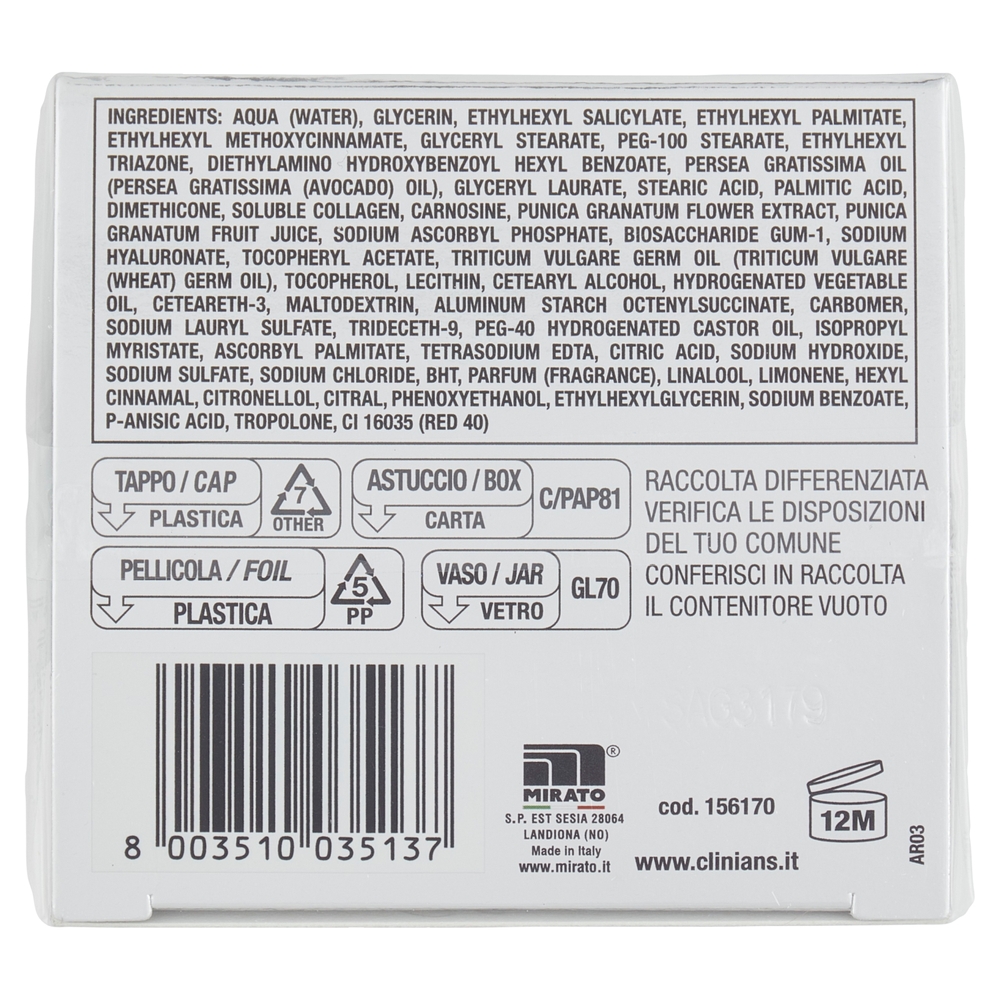 INGREDIENTS: AQUA (WATER), GLYCERIN, ETHYLHEXYL SALICYLATE, ETHYLHEXYL PALMITATE,
ETHYLHEXYL METHOXYCINNAMATE, GLYCERYL STEARATE, PEG-100 STEARATE, ETHYLHEXYL
TRIAZONE, DIETHYLAMINO HYDROXYBENZOYL HEXYL BENZOATE, PERSEA GRATISSIMA OIL
(PERSEA GRATISSIMA (AVOCADO) OIL), GLYCERYL LAURATE, STEARIC ACID, PALMITIC ACID,
DIMETHICONE, SOLUBLE COLLAGEN, CARNOSINE, PUNICA GRANATUM FLOWER EXTRACT, PUNICA
GRANATUM FRUIT JUICE, SODIUM ASCORBYL PHOSPHATE, BIOSACCHARIDE GUM-1, SODIUM
HYALURONATE, TOCOPHERYL ACETATE, TRITICUM VULGARE GERM OIL (TRITICUM VULGARE
(WHEAT) GERM OIL), TOCOPHEROL, LECITHIN, CETEARYL ALCOHOL, HYDROGENATED VEGETABLE
OIL, CETEARETH-3, MALTODEXTRIN, ALUMINUM STARCH OCTENYLSUCCINATE, CARBOMER,
SODIUM LAURYL SULFATE, TRIDECETH-9, PEG-40 HYDROGENATED CASTOR OIL, ISOPROPYL
MYRISTATE, ASCORBYL PALMITATE, TETRASODIUM EDTA, CITRIC ACID, SODIUM HYDROXIDE,
SODIUM SULFATE, SODIUM CHLORIDE, BHT, PARFUM (FRAGRANCE), LINALOOL, LIMONENE, HEXYL
CINNAMAL, CITRONELLOL, CITRAL, PHENOXYETHANOL, ETHYLHEXYLGLYCERIN, SODIUM BENZOATE,
P-ANISIC ACID, TROPOLONE, CI 16035 (RED 40)
TAPPO / CAP
PLASTICA
7
OTHER
ASTUCCIO / BOX
CARTA
C/PAP81
PELLICOLA / FOIL
PLASTICA
5
PP
VASO / JAR
VETRO
GL70
RACCOLTA DIFFERENZIATA
VERIFICA LE DISPOSIZIONI
DEL TUO COMUNE
CONFERISCI IN RACCOLTA
IL CONTENITORE VUOTO
8 003510 035137
MIRATO®
S.P. EST SESIA 28064
LANDIONA (NO)
Made in Italy
www.mirato.it
cod. 156170
www.clinians.it
12M
AR03